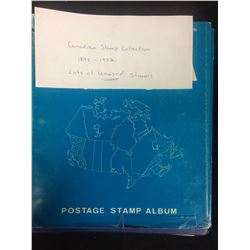 Canadian Stamp Collection
Lots of Unused Stamps
POSTAGE STAMP ALBUM